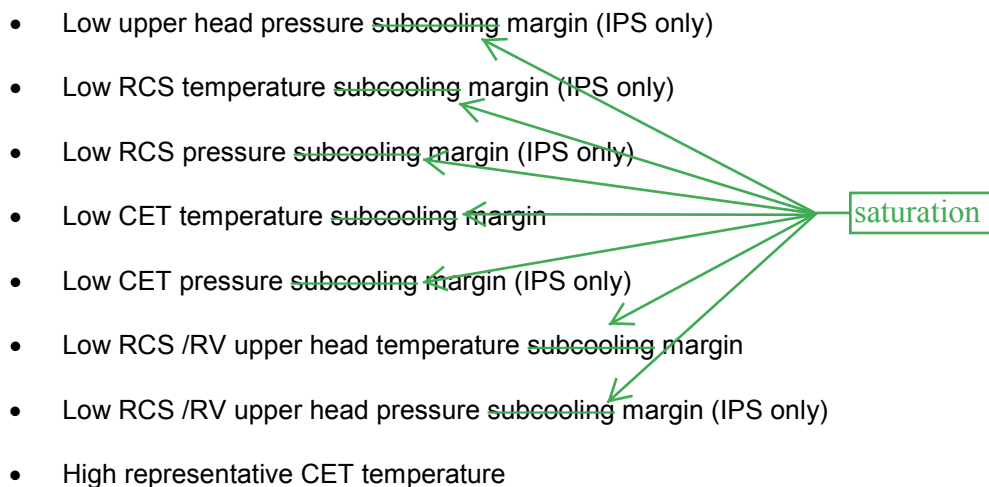 • Low upper head pressure subcooling margin (IPS only)
• Low RCS temperature subcooling margin (IPS only)
• Low RCS pressure subcooling margin (IPS only)
• Low CET temperature subcooling margin
saturation
• Low CET pressure subcooling margin (IPS only)
• Low RCS /RV upper head temperature subcooling margin
• Low RCS /RV upper head pressure subcooling margin (IPS only)
• High representative CET temperature